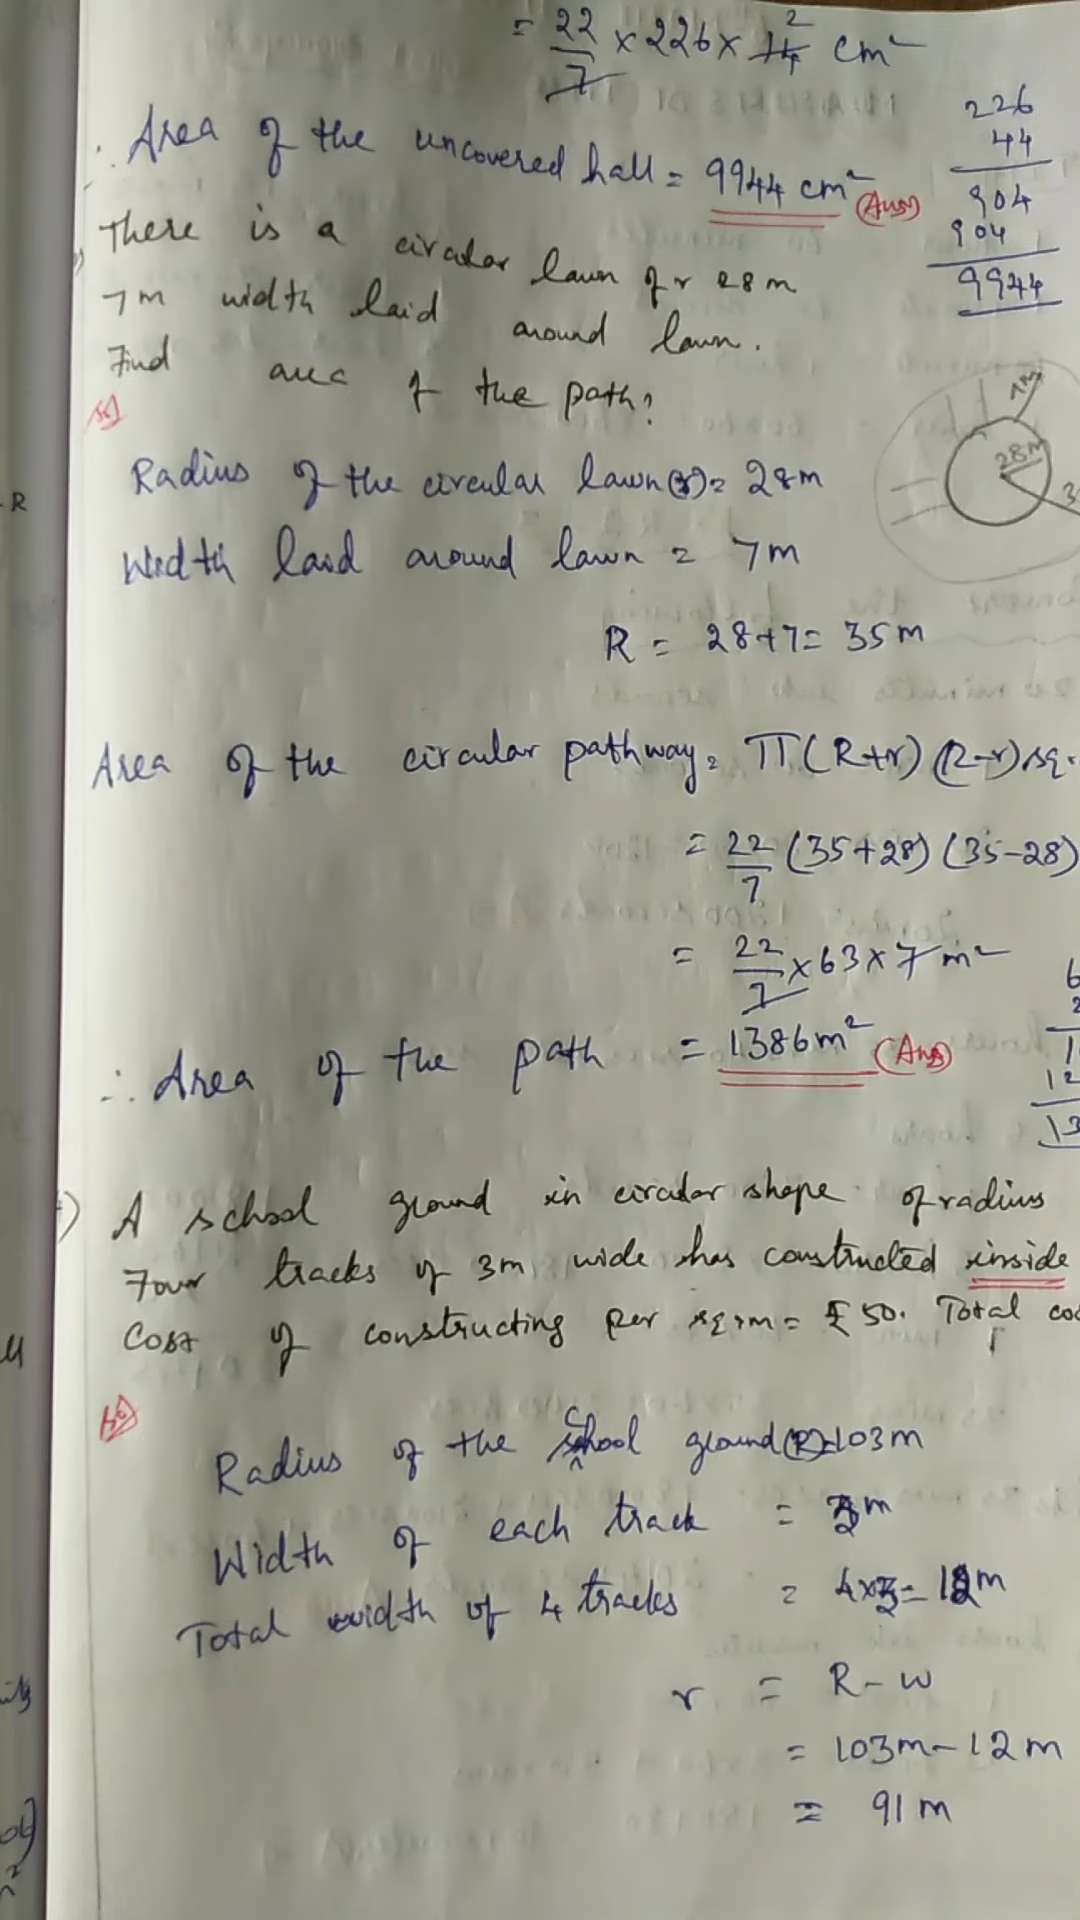 = 22/7 × 226 × 14 2 cm²
∴ Area of the uncovered hall = 9944 cm² (Ans)
226
44
904
904
9944
There is a circular lawn of r 28m
7m width laid around lawn.
Find area of the path?
Radius of the circular lawn (r) = 28m
Width laid around lawn = 7m
7m
28m
R = 28+7 = 35m
Area of the circular pathway = π (R+r) (R-r) sq.
= 22/7 (35+28) (35-28)
= 22/7 × 63 × 7 m²
∴ Area of the path = 1386m² (Ans)
A school ground in circular shape of radius
Four tracks of 3m wide has constructed inside
Cost of constructing per sq.m = ₹50. Total
Radius of the school ground (R) = 103m
Width of each track = 3m
Total width of 4 tracks = 4×3 = 12m
r = R - w
= 103m - 12m
= 91m